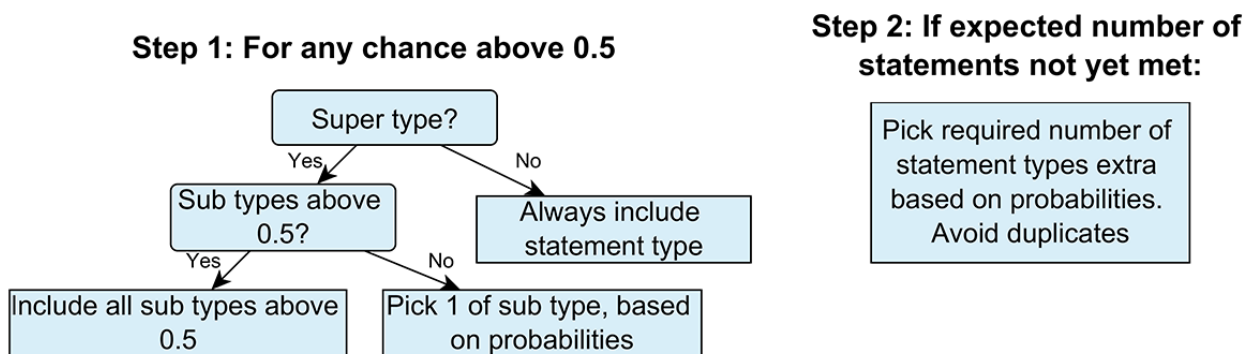 Step 1: For any chance above 0.5
Super type?
Yes
No
Sub types above
0.5?
Always include
statement type
Yes
No
Include all sub types above
0.5
Pick 1 of sub type, based
on probabilities
Step 2: If expected number of
statements not yet met:
Pick required number of
statement types extra
based on probabilities.
Avoid duplicates